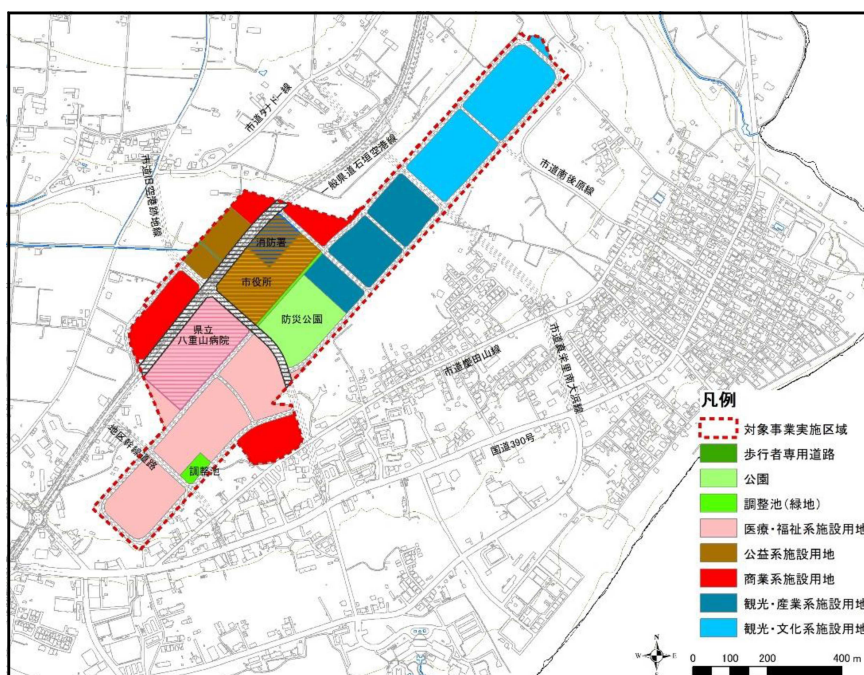 市道タナドー線
一般県道石垣空港線
市道旧空港跡地線
市道南後原線
消防署
市役所
防災公園
県立
八重山病院
市道塵田山線
市道真栄里南大浜線
国道390号
地区幹線道路
調整池
凡例
対象事業実施区域
歩行者専用道路
公園
調整池(緑地)
医療・福祉系施設用地
公益系施設用地
商業系施設用地
観光・産業系施設用地
観光・文化系施設用地
N
W
E
S
0 100 200 400 m